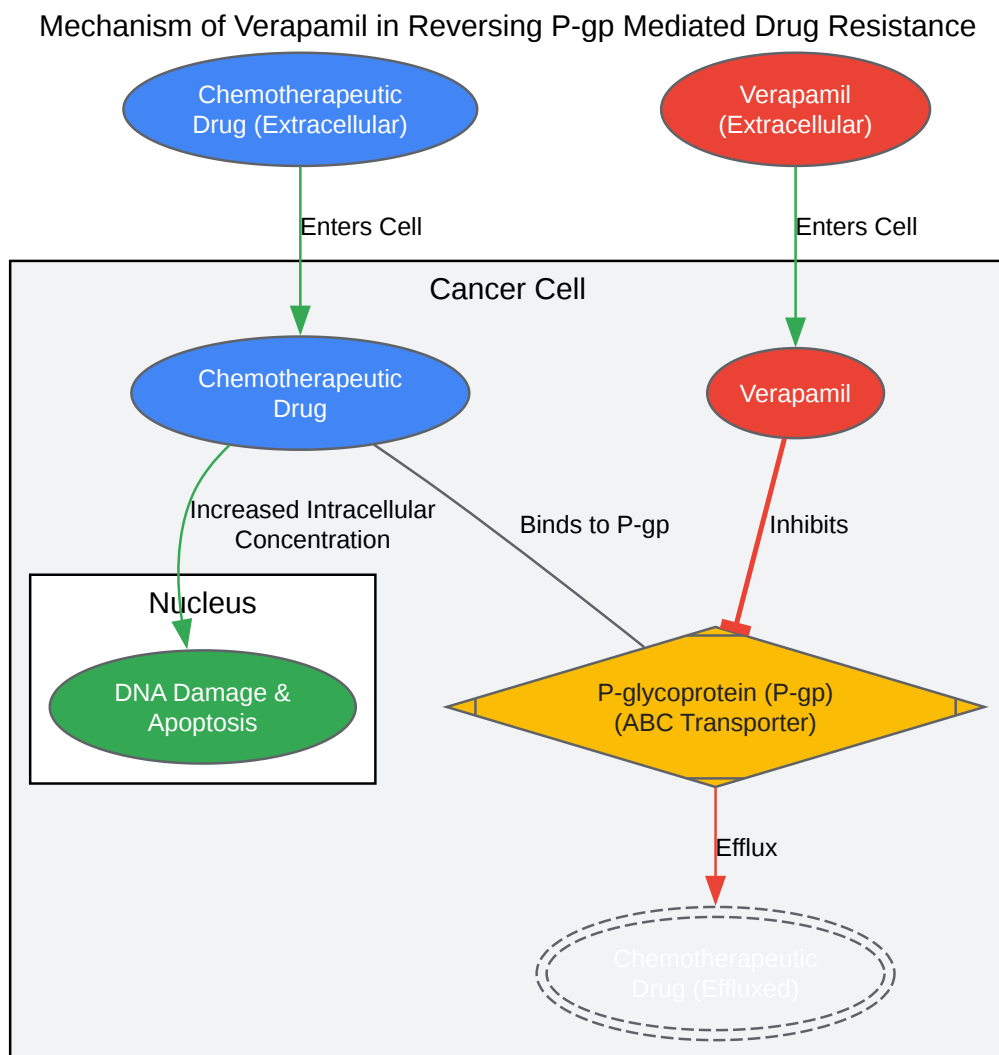 Mechanism of Verapamil in Reversing P-gp Mediated Drug Resistance
Chemotherapeutic
Drug (Extracellular)
Verapamil
(Extracellular)
Enters Cell
Enters Cell
Cancer Cell
Chemotherapeutic
Drug
Verapamil
Increased Intracellular
Concentration
Binds to P-gp
Inhibits
Nucleus
DNA Damage &
Apoptosis
P-glycoprotein (P-gp)
(ABC Transporter)
Efflux
Chemotherapeutic
Drug (Effluxed)